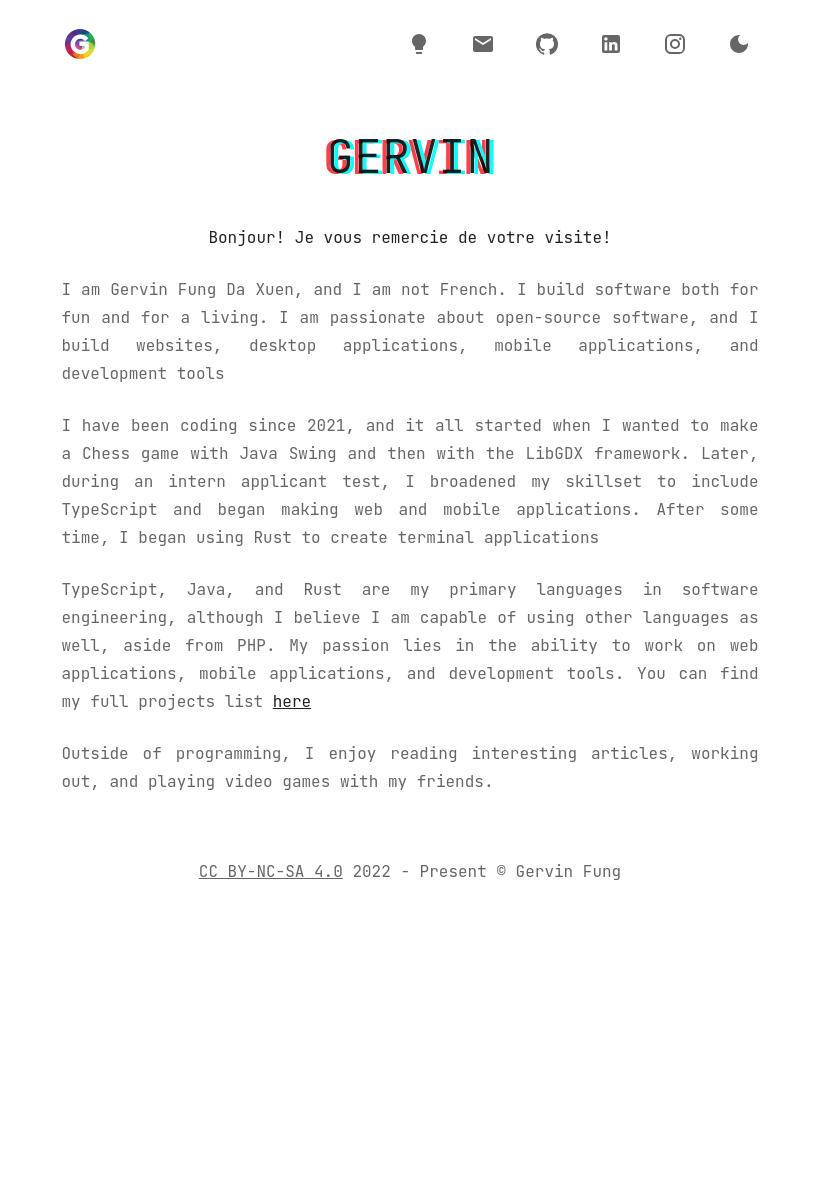 G
GERVIN
Bonjour! Je vous remercie de votre visite!
I am Gervin Fung Da Xuen, and I am not French. I build software both for
fun and for a living. I am passionate about open-source software, and I
build websites, desktop applications, mobile applications, and
development tools
I have been coding since 2021, and it all started when I wanted to make
a Chess game with Java Swing and then with the LibGDX framework. Later,
during an intern applicant test, I broadened my skillset to include
TypeScript and began making web and mobile applications. After some
time, I began using Rust to create terminal applications
TypeScript, Java, and Rust are my primary languages in software
engineering, although I believe I am capable of using other languages as
well, aside from PHP. My passion lies in the ability to work on web
applications, mobile applications, and development tools. You can find
my full projects list here
Outside of programming, I enjoy reading interesting articles, working
out, and playing video games with my friends.
CC BY-NC-SA 4.0 2022 - Present © Gervin Fung